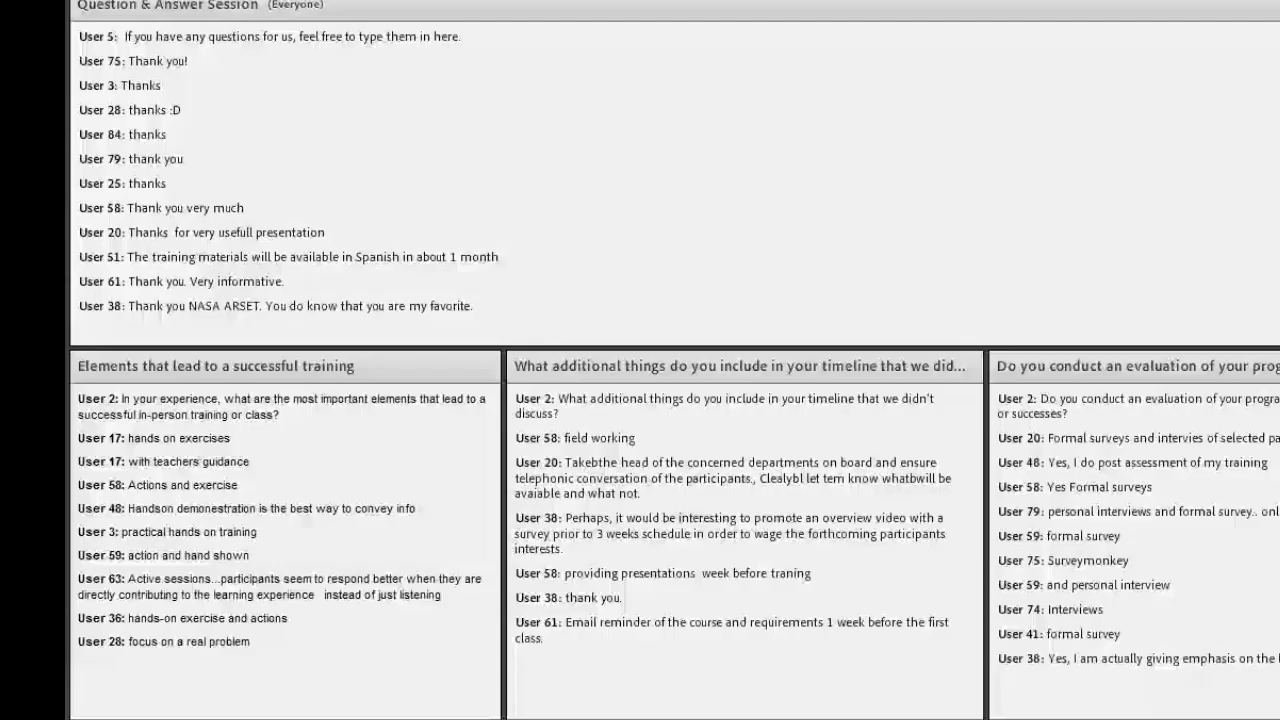 Question & Answer Session (Everyone)
User 5: If you have any questions for us, feel free to type them in here.
User 75: Thank you!
User 3: Thanks
User 28: thanks :D
User 84: thanks
User 79: thank you
User 25: thanks
User 58: Thank you very much
User 20: Thanks for very usefull presentation
User 51: The training materials will be available in Spanish in about 1 month
User 61: Thank you. Very informative.
User 38: Thank you NASA ARSET. You do know that you are my favorite.
Elements that lead to a successful training
User 2: In your experience, what are the most important elements that lead to a
successful in-person training or class?
User 17: hands on exercises
User 17: with teachers guidance
User 58: Actions and exercise
User 48: Handson demonestration is the best way to convey info
User 3: practical hands on training
User 59: action and hand shown
User 63: Active sessions...participants seem to respond better when they are
directly contributing to the learning experience instead of just listening
User 36: hands-on exercise and actions
User 28: focus on a real problem
What additional things do you include in your timeline that we did...
User 2: What additional things do you include in your timeline that we didn't
discuss?
User 58: field working
User 20: Takebthe head of the concerned departments on board and ensure
telephonic conversation of the participants., Clealybl let tem know whatbwill be
avaiable and what not.
User 38: Perhaps, it would be interesting to promote an overview video with a
survey prior to 3 weeks schedule in order to wage the forthcoming participants
interests.
User 58: providing presentations week before traning
User 38: thank you.
User 61: Email reminder of the course and requirements 1 week before the first
class.
Do you conduct an evaluation of your prog
User 2: Do you conduct an evaluation of your progra
or successes?
User 20: Formal surveys and intervies of selected pa
User 48: Yes, I do post assessment of my training
User 58: Yes Formal surveys
User 79: personal interviews and formal survey.. onl
User 59: formal survey
User 75: Surveymonkey
User 59: and personal interview
User 74: Interviews
User 41: formal survey
User 38: Yes, I am actually giving emphasis on the